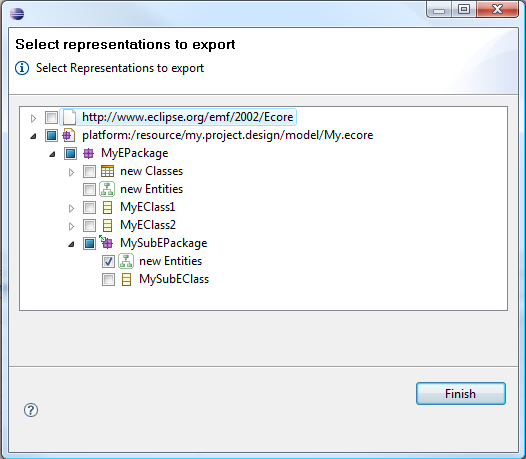 Select representations to export
Select Representations to export
http://www.eclipse.org/emf/2002/Ecore
platform:/resource/my.project.design/model/My.ecore
MyEPackage
new Classes
new Entities
MyEClass1
MyEClass2
MySubEPackage
new Entities
MySubEClass
Finish